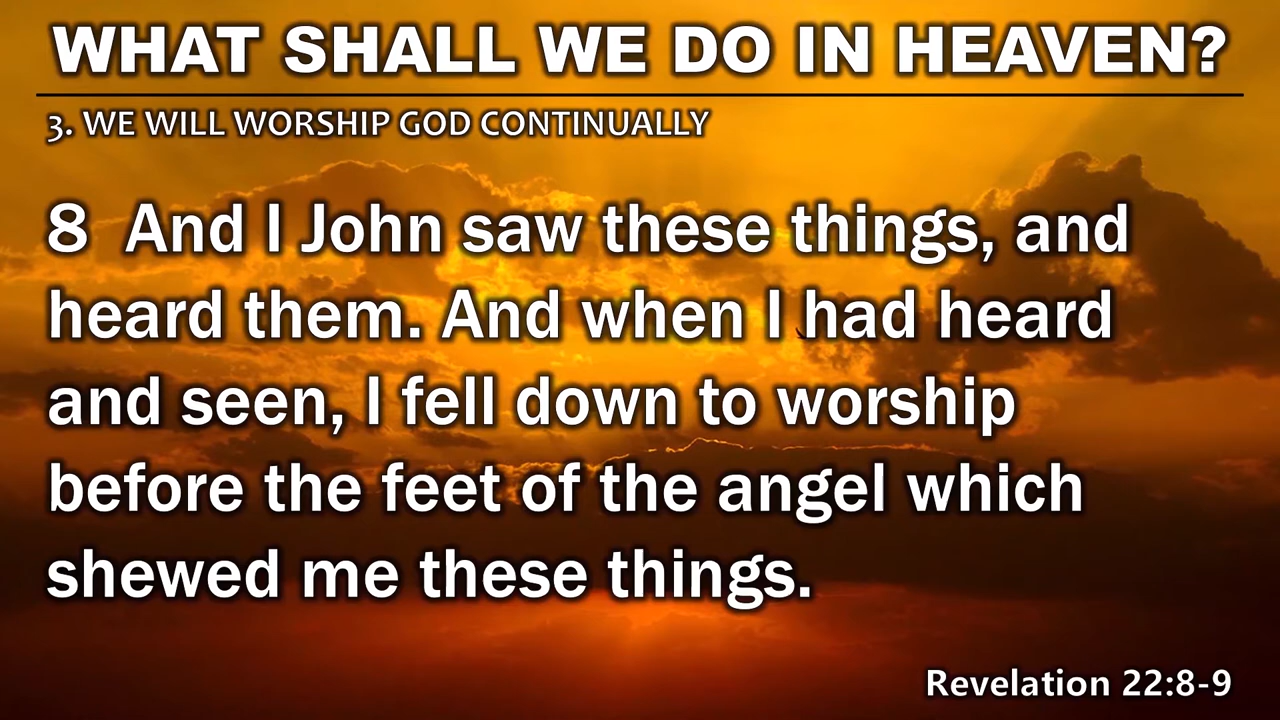 WHAT SHALL WE DO IN HEAVEN?
3. WE WILL WORSHIP GOD CONTINUALLY
8 And I John saw these things, and
heard them. And when I had heard
and seen, I fell down to worship
before the feet of the angel which
shewed me these things.
Revelation 22:8-9